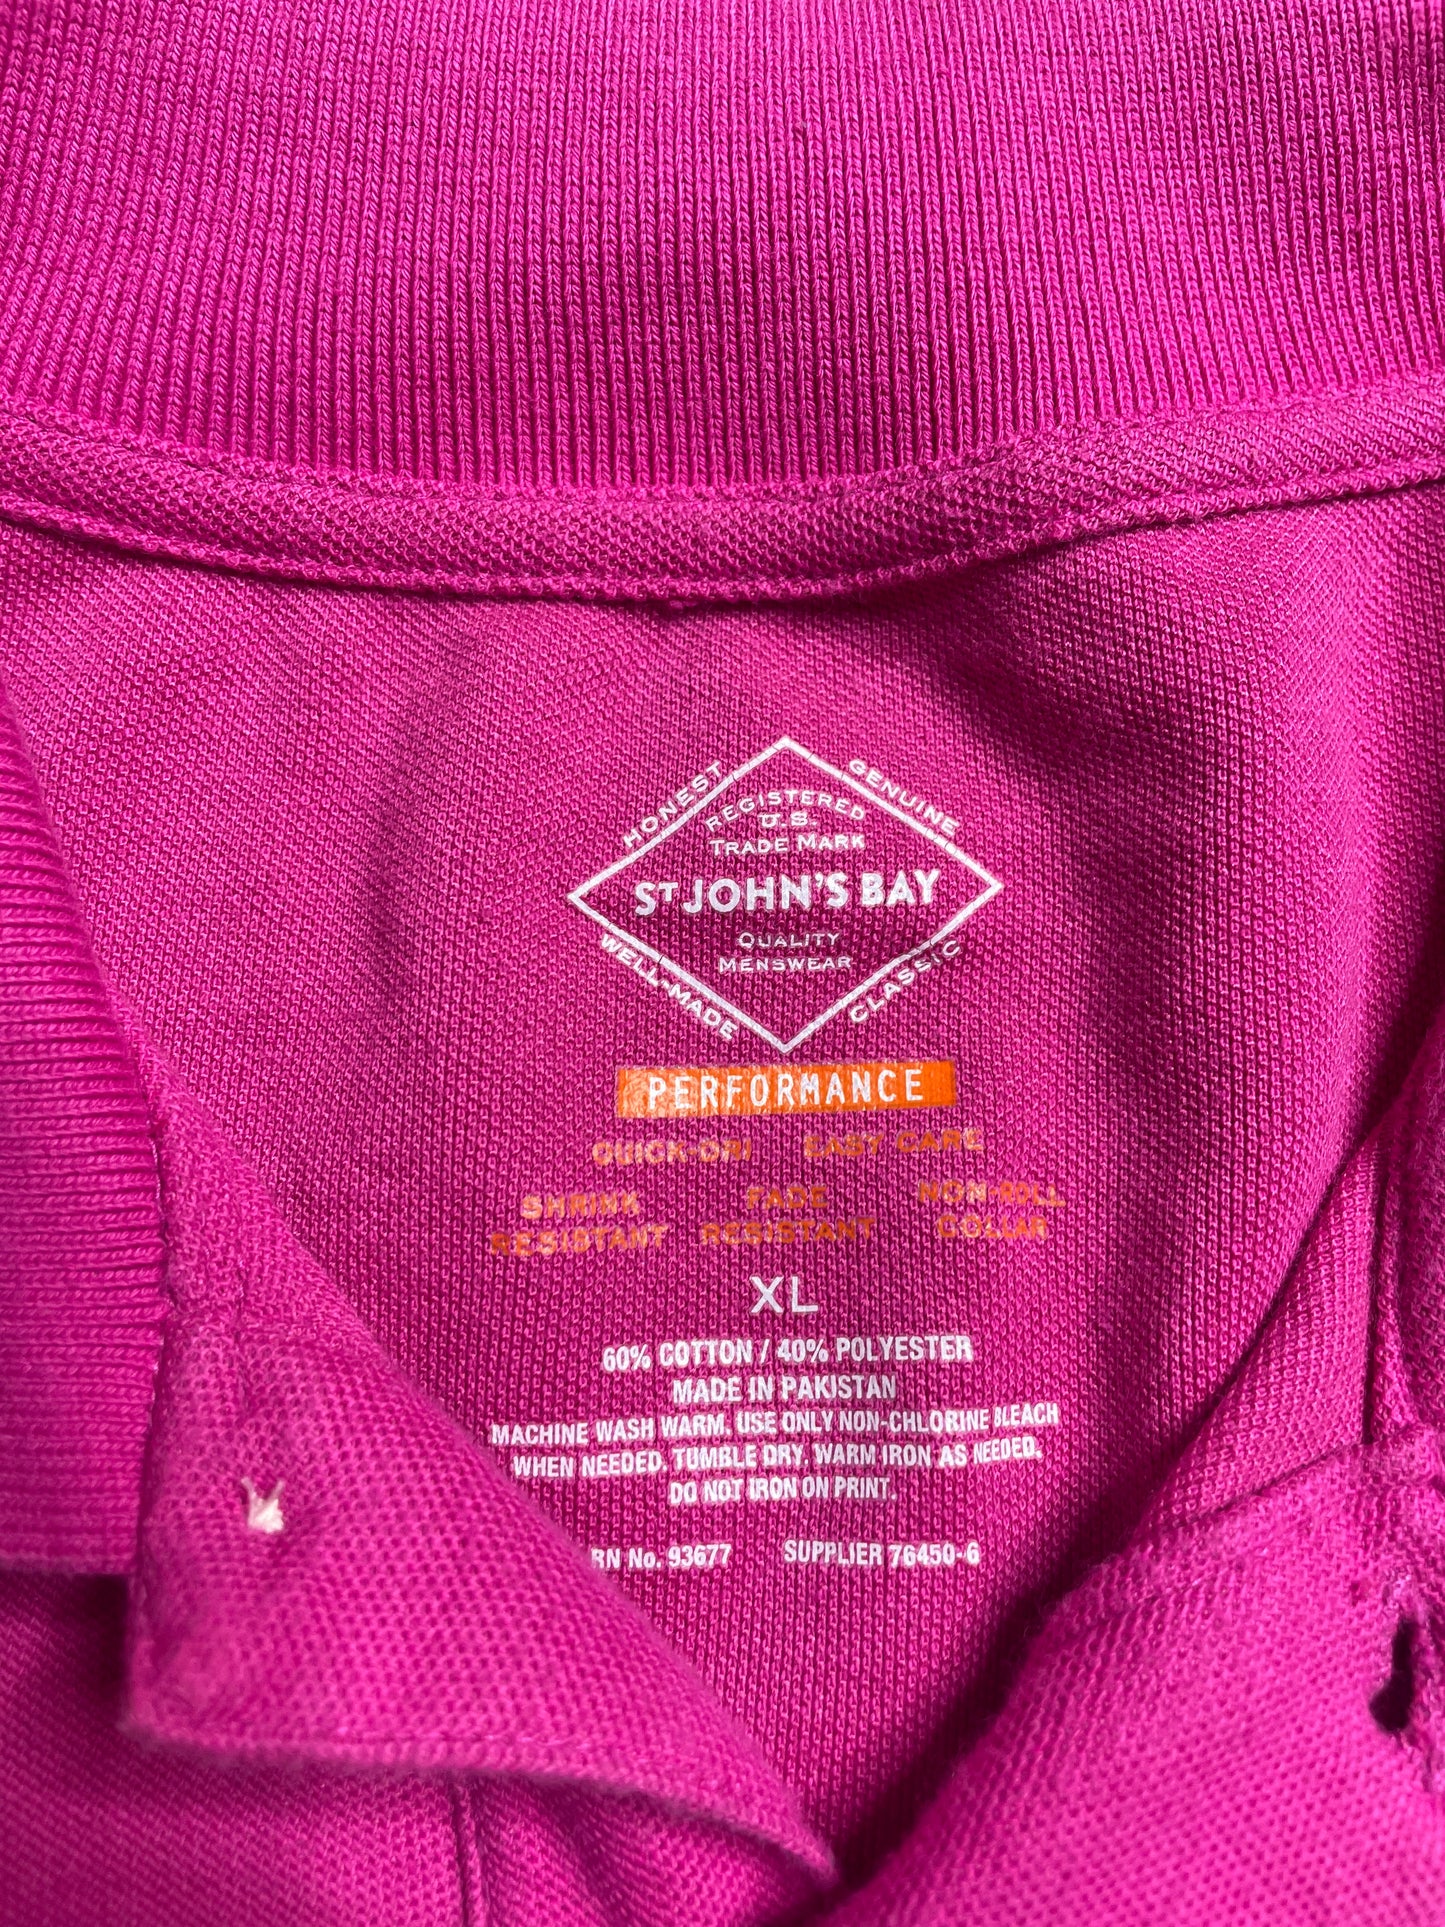 HONEST GENUINE
REGISTERED
U.S.
TRADE MARK
ST JOHN'S BAY
QUALITY
MENSWEAR
WELL-MADE CLASSIC
PERFORMANCE
QUICK-DRI EASY CARE
SHRINK FADE NON-ROLL
RESISTANT RESISTANT COLLAR
XL
60% COTTON / 40% POLYESTER
MADE IN PAKISTAN
MACHINE WASH WARM. USE ONLY NON-CHLORINE BLEACH
WHEN NEEDED. TUMBLE DRY. WARM IRON AS NEEDED.
DO NOT IRON ON PRINT.
RN No. 93677 SUPPLIER 76450-6